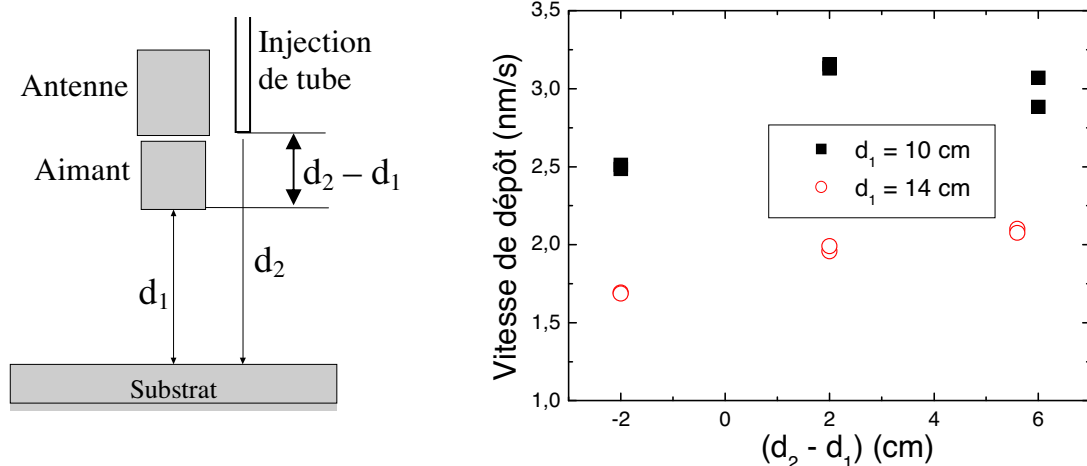 Injection
de tube
Antenne
Aimant
d₂ – d₁
d₂
d₁
Substrat
Vitesse de dépôt (nm/s)
3,5
3,0
2,5
2,0
1,5
1,0
d₁ = 10 cm
d₁ = 14 cm
-2 0 2 4 6
(d₂ - d₁) (cm)